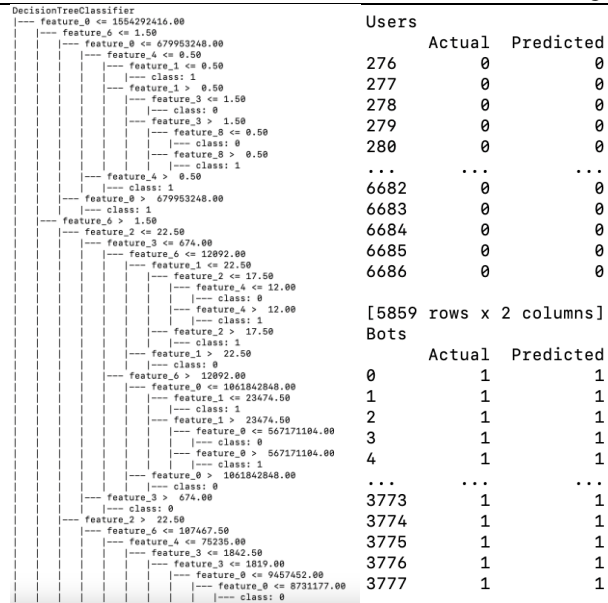 DecisionTreeClassifier
|--- feature_0 <= 1554292416.00
|   |--- feature_6 <= 1.50
|   |   |--- feature_0 <= 679953248.00
|   |   |   |--- feature_4 <= 0.50
|   |   |   |   |--- feature_1 <= 0.50
|   |   |   |   |   |--- class: 1
|   |   |   |   |--- feature_1 >  0.50
|   |   |   |   |   |--- feature_3 <= 1.50
|   |   |   |   |   |   |--- class: 0
|   |   |   |   |   |--- feature_3 >  1.50
|   |   |   |   |   |   |--- feature_8 <= 0.50
|   |   |   |   |   |   |   |--- class: 0
|   |   |   |   |   |   |--- feature_8 >  0.50
|   |   |   |   |   |   |   |--- class: 1
|   |   |   |--- feature_4 >  0.50
|   |   |   |   |--- class: 1
|   |   |--- feature_0 >  679953248.00
|   |   |   |--- class: 1
|   |--- feature_6 >  1.50
|   |   |--- feature_2 <= 22.50
|   |   |   |--- feature_3 <= 674.00
|   |   |   |   |--- feature_6 <= 12092.00
|   |   |   |   |   |--- feature_1 <= 22.50
|   |   |   |   |   |   |--- feature_2 <= 17.50
|   |   |   |   |   |   |   |--- feature_4 <= 12.00
|   |   |   |   |   |   |   |   |--- class: 0
|   |   |   |   |   |   |   |--- feature_4 >  12.00
|   |   |   |   |   |   |   |   |--- class: 1
|   |   |   |   |   |   |--- feature_2 >  17.50
|   |   |   |   |   |   |   |--- class: 1
|   |   |   |   |   |--- feature_1 >  22.50
|   |   |   |   |   |   |--- class: 0
|   |   |   |   |--- feature_6 >  12092.00
|   |   |   |   |   |--- feature_0 <= 1061842848.00
|   |   |   |   |   |   |--- feature_1 <= 23474.50
|   |   |   |   |   |   |   |--- class: 1
|   |   |   |   |   |   |--- feature_1 >  23474.50
|   |   |   |   |   |   |   |--- feature_0 <= 567171104.00
|   |   |   |   |   |   |   |   |--- class: 0
|   |   |   |   |   |   |   |--- feature_0 >  567171104.00
|   |   |   |   |   |   |   |   |--- class: 1
|   |   |   |   |   |--- feature_0 >  1061842848.00
|   |   |   |   |   |   |--- class: 0
|   |   |   |--- feature_3 >  674.00
|   |   |   |   |--- class: 0
|   |   |--- feature_2 >  22.50
|   |   |   |--- feature_6 <= 107467.50
|   |   |   |   |--- feature_4 <= 75235.00
|   |   |   |   |   |--- feature_3 <= 1842.50
|   |   |   |   |   |   |--- feature_3 <= 1819.00
|   |   |   |   |   |   |   |--- feature_0 <= 9457452.00
|   |   |   |   |   |   |   |   |--- feature_0 <= 8731177.00
|   |   |   |   |   |   |   |   |   |--- class: 0
Users
Actual  Predicted
276  0  0
277  0  0
278  0  0
279  0  0
280  0  0
...  ...  ...
6682  0  0
6683  0  0
6684  0  0
6685  0  0
6686  0  0
[5859 rows x 2 columns]
Bots
Actual  Predicted
0  1  1
1  1  1
2  1  1
3  1  1
4  1  1
...  ...  ...
3773  1  1
3774  1  1
3775  1  1
3776  1  1
3777  1  1